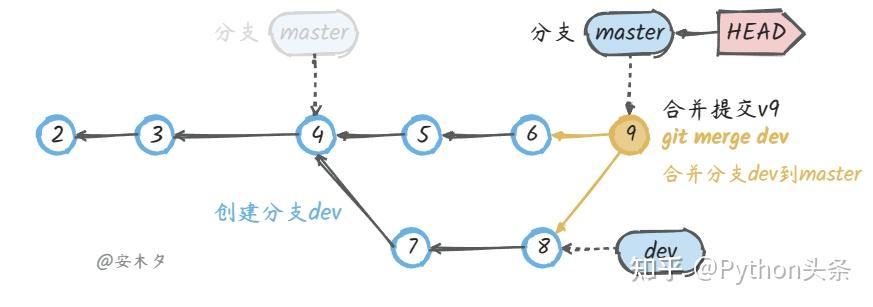 分支 master
分支 master
HEAD
2
3
4
5
6
9
合并提交v9
git merge dev
合并分支dev到master
创建分支dev
7
8
dev
@安木夕
知乎 @Python头条